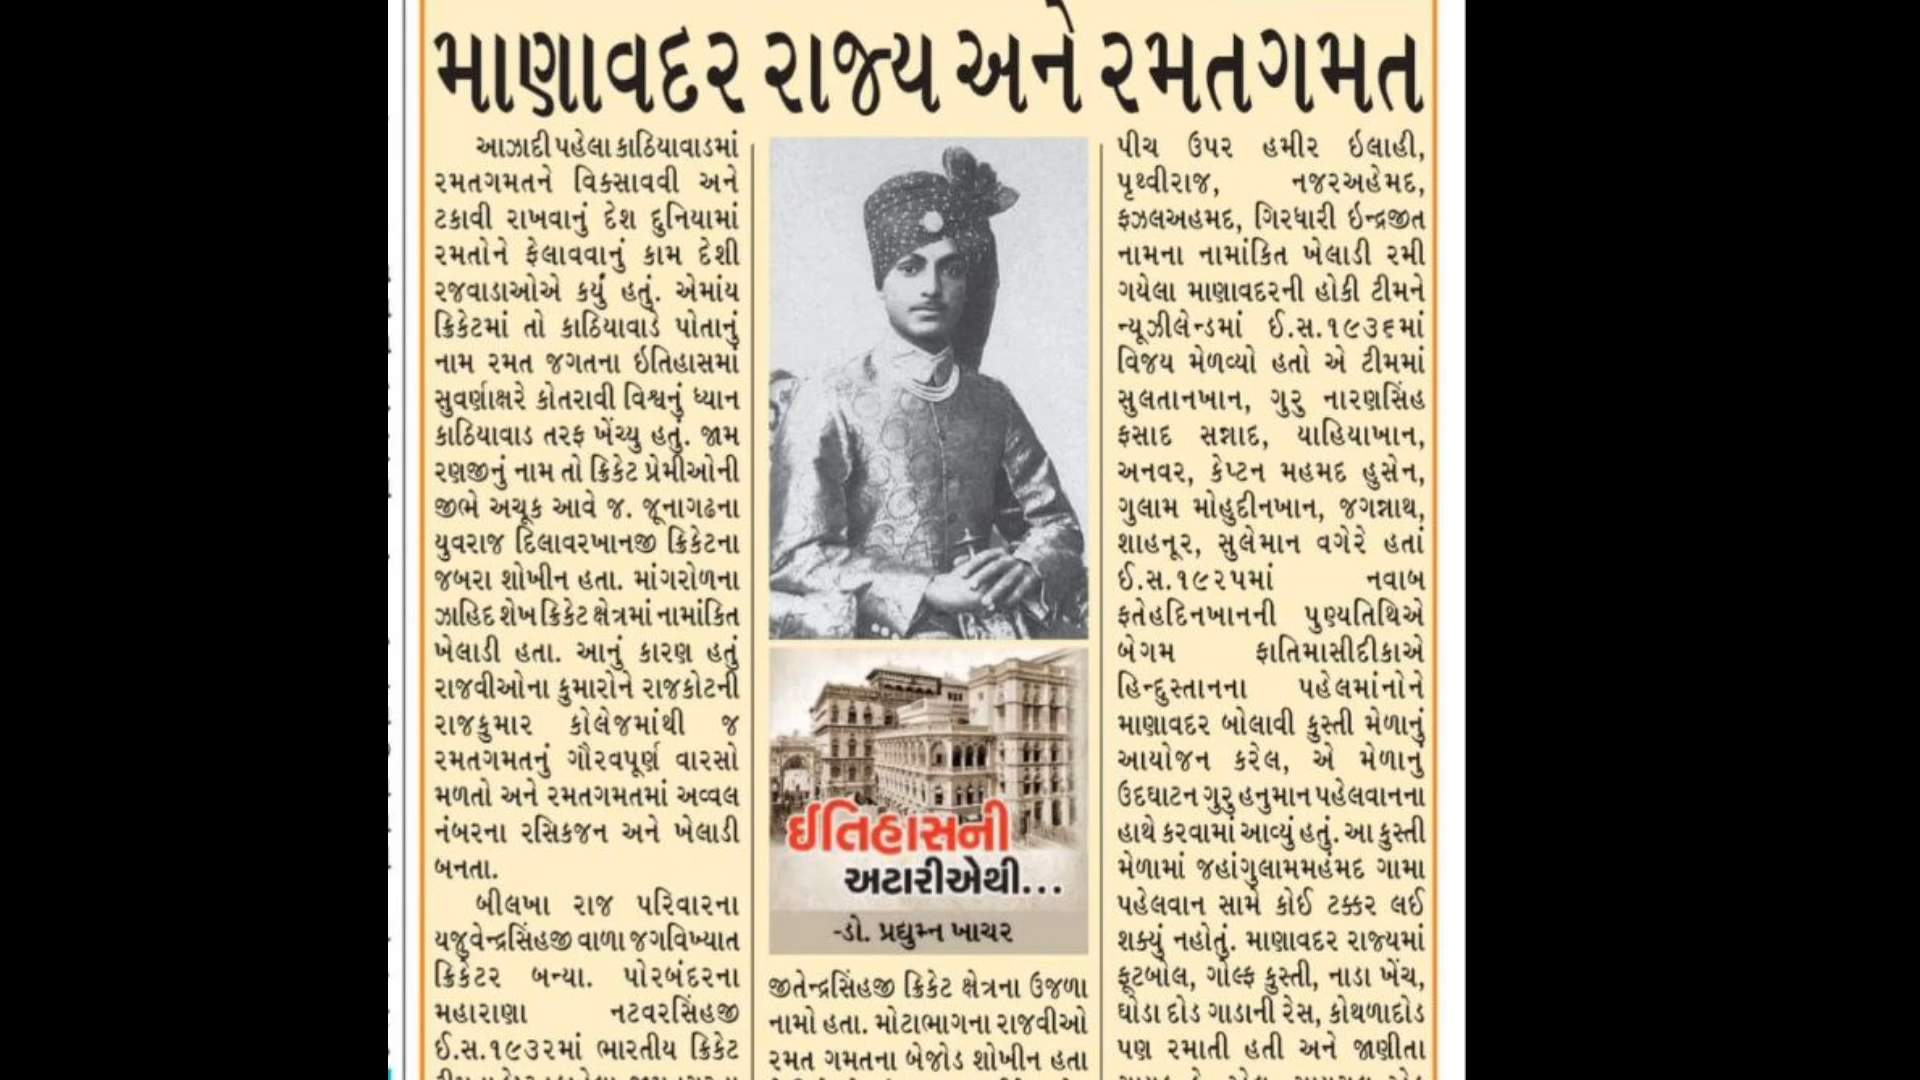 માણાવદર રાજ્ય અને રમતગમત
આઝાદી પહેલા કાઠિયાવાડમાં
રમતગમતને વિકસાવવી અને
ટકાવી રાખવાનું દેશ દુનિયામાં
રમતોને ફેલાવવાનું કામ દેશી
રજવાડાઓએ કર્યું હતું. એમાંય
ક્રિકેટમાં તો કાઠિયાવાડે પોતાનું
નામ રમત જગતના ઇતિહાસમાં
સુવર્ણાક્ષરે કોતરાવી વિશ્વનું ધ્યાન
કાઠિયાવાડ તરફ ખેંચ્યુ હતું. જામ
રણજીનું નામ તો ક્રિકેટ પ્રેમીઓની
જીભે અચૂક આવે જ. જૂનાગઢના
યુવરાજ દિલાવરખાનજી ક્રિકેટના
જબરા શોખીન હતા. માંગરોળના
ઝાહિદ શેખ ક્રિકેટ ક્ષેત્રમાં નામાંકિત
ખેલાડી હતા. આનું કારણ હતું
રાજવીઓના કુમારોને રાજકોટની
રાજકુમાર કોલેજમાંથી જ
રમતગમતનું ગૌરવપૂર્ણ વારસો
મળતો અને રમતગમતમાં અવ્વલ
નંબરના રસિકજન અને ખેલાડી
બનતા.
બીલખા રાજ પરિવારના
યજુવેન્દ્રસિંહજી વાળા જગવિખ્યાત
ક્રિકેટર બન્યા. પોરબંદરના
મહારાણા નટવરસિંહજી
ઈ.સ.૧૯૩૨માં ભારતીય ક્રિકેટ
ઈતિહાસની
અટારીએથી...
-ડો. પ્રદ્યુમ્ન ખાચર
જીતેન્દ્રસિંહજી ક્રિકેટ ક્ષેત્રના ઉજળા
નામો હતા. મોટાભાગના રાજવીઓ
રમત ગમતના બેજોડ શોખીન હતા
પીચ ઉપર હમીર ઇલાહી,
પૃથ્વીરાજ, નજરઅહેમદ,
ફઝલઅહમદ, ગિરધારી ઇન્દ્રજીત
નામના નામાંકિત ખેલાડી રમી
ગયેલા માણાવદરની હોકી ટીમને
ન્યૂઝીલેન્ડમાં ઈ.સ.૧૯૩૬માં
વિજય મેળવ્યો હતો એ ટીમમાં
સુલતાનખાન, ગુરુ નારણસિંહ
ફસાદ સન્નાદ, યાહિયાખાન,
અનવર, કેપ્ટન મહમદ હુસેન,
ગુલામ મોહુદીનખાન, જગન્નાથ,
શાહનૂર, સુલેમાન વગેરે હતાં
ઈ.સ.૧૯૨૫માં નવાબ
ફતેહદિનખાનની પુણ્યતિથિએ
બેગમ ફાતિમાસીદીકાએ
હિન્દુસ્તાનના પહેલમાંનોને
માણાવદર બોલાવી કુસ્તી મેળાનું
આયોજન કરેલ, એ મેળાનું
ઉદઘાટન ગુરુ હનુમાન પહેલવાનના
હાથે કરવામાં આવ્યું હતું. આ કુસ્તી
મેળામાં જહાંગુલામમહંમદ ગામા
પહેલવાન સામે કોઈ ટક્કર લઈ
શક્યું નહોતું. માણાવદર રાજ્યમાં
ફૂટબોલ, ગોલ્ફ કુસ્તી, નાડા ખેંચ,
ઘોડા દોડ ગાડાની રેસ, કોથળાદોડ
પણ રમાતી હતી અને જાણીતા